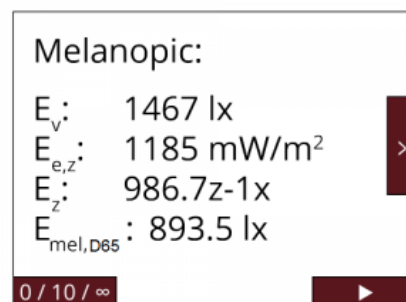 Melanopic:
Ev: 1467 lx
Ee,z: 1185 mW/m²
Ez: 986.7z-1x
Emel,D65 : 893.5 lx
>
0 / 10 / ∞ ▶